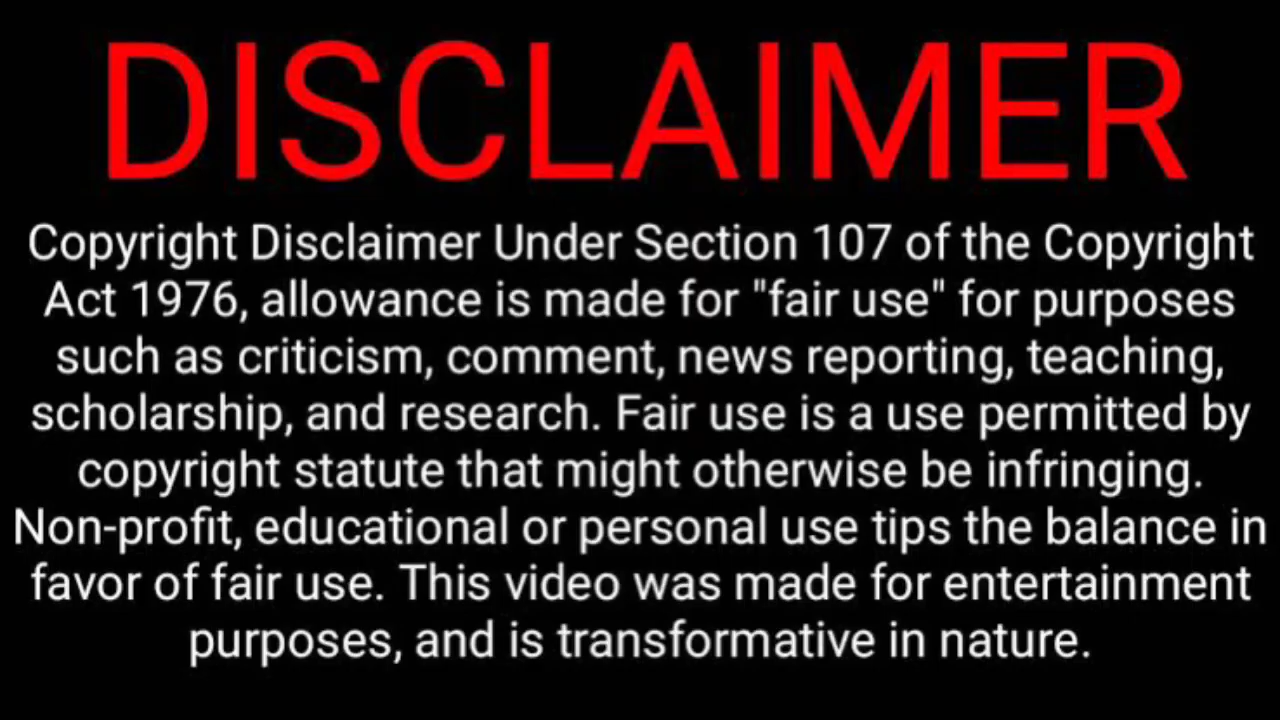 DISCLAIMER
Copyright Disclaimer Under Section 107 of the Copyright
Act 1976, allowance is made for "fair use" for purposes
such as criticism, comment, news reporting, teaching,
scholarship, and research. Fair use is a use permitted by
copyright statute that might otherwise be infringing.
Non-profit, educational or personal use tips the balance in
favor of fair use. This video was made for entertainment
purposes, and is transformative in nature.